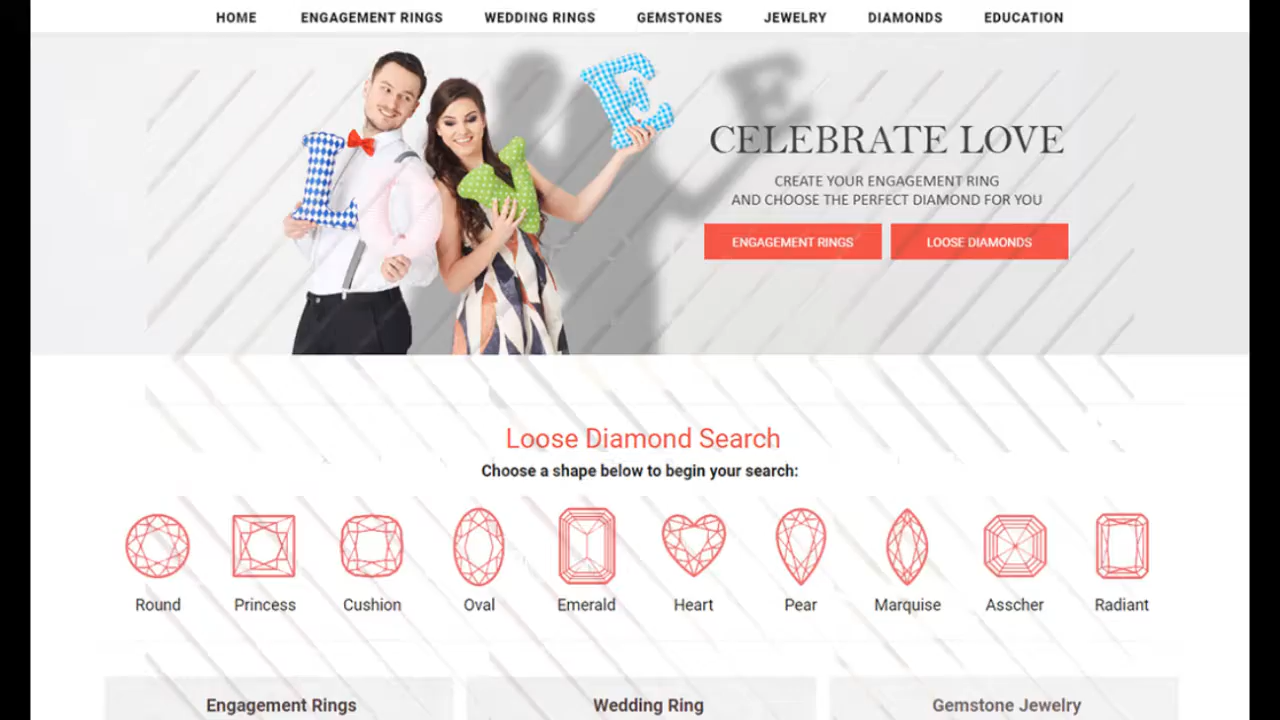 HOME ENGAGEMENT RINGS WEDDING RINGS GEMSTONES JEWELRY DIAMONDS EDUCATION
L O V E
E
CELEBRATE LOVE
CREATE YOUR ENGAGEMENT RING
AND CHOOSE THE PERFECT DIAMOND FOR YOU
ENGAGEMENT RINGS LOOSE DIAMONDS
Loose Diamond Search
Choose a shape below to begin your search:
Round Princess Cushion Oval Emerald Heart Pear Marquise Asscher Radiant
Engagement Rings Wedding Ring Gemstone Jewelry